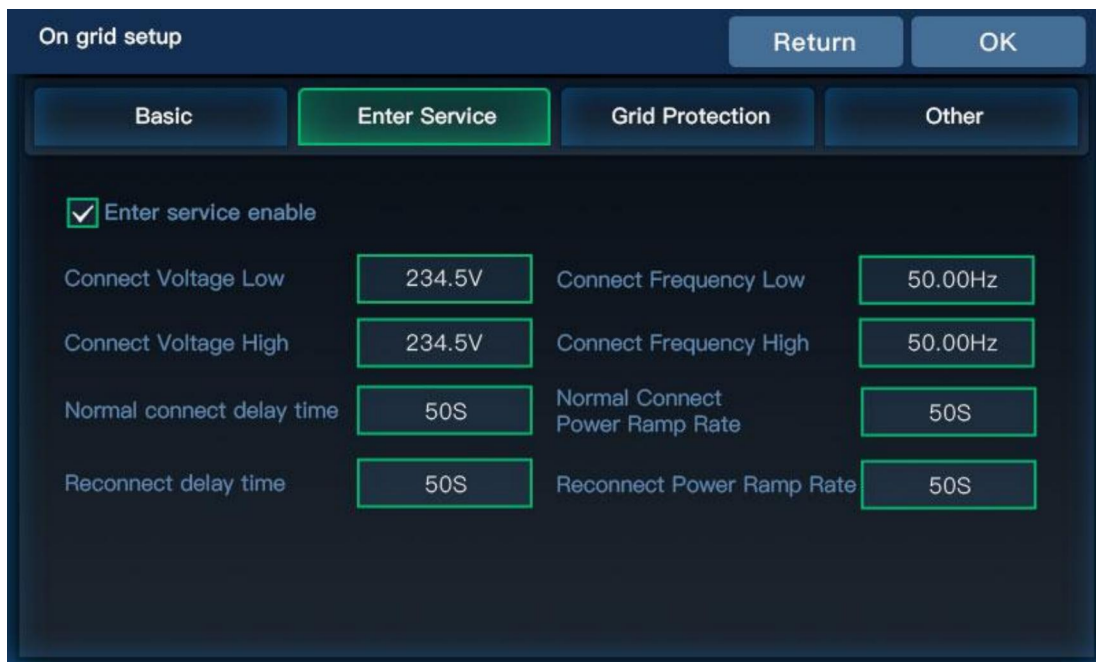 On grid setup
Return
OK
Basic
Enter Service
Grid Protection
Other
Enter service enable
Connect Voltage Low
234.5V
Connect Frequency Low
50.00Hz
Connect Voltage High
234.5V
Connect Frequency High
50.00Hz
Normal connect delay time
50S
Normal Connect
Power Ramp Rate
50S
Reconnect delay time
50S
Reconnect Power Ramp Rate
50S